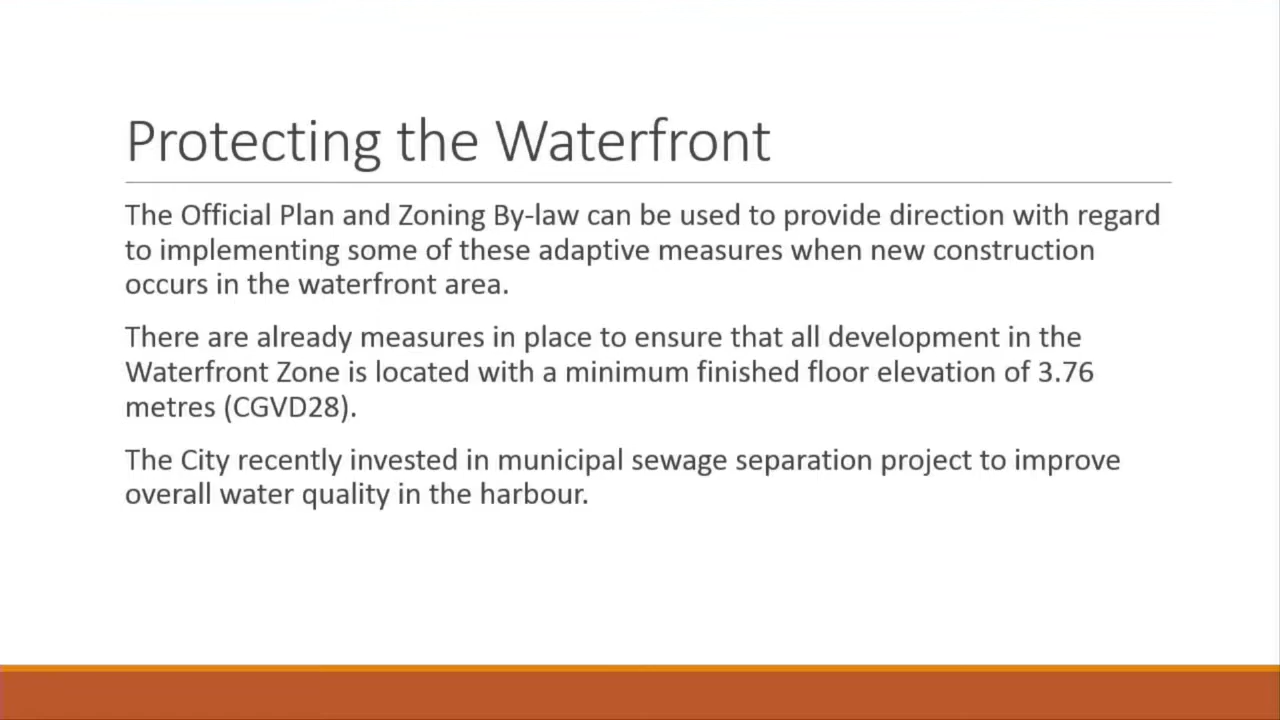 Protecting the Waterfront
The Official Plan and Zoning By-law can be used to provide direction with regard
to implementing some of these adaptive measures when new construction
occurs in the waterfront area.
There are already measures in place to ensure that all development in the
Waterfront Zone is located with a minimum finished floor elevation of 3.76
metres (CGVD28).
The City recently invested in municipal sewage separation project to improve
overall water quality in the harbour.